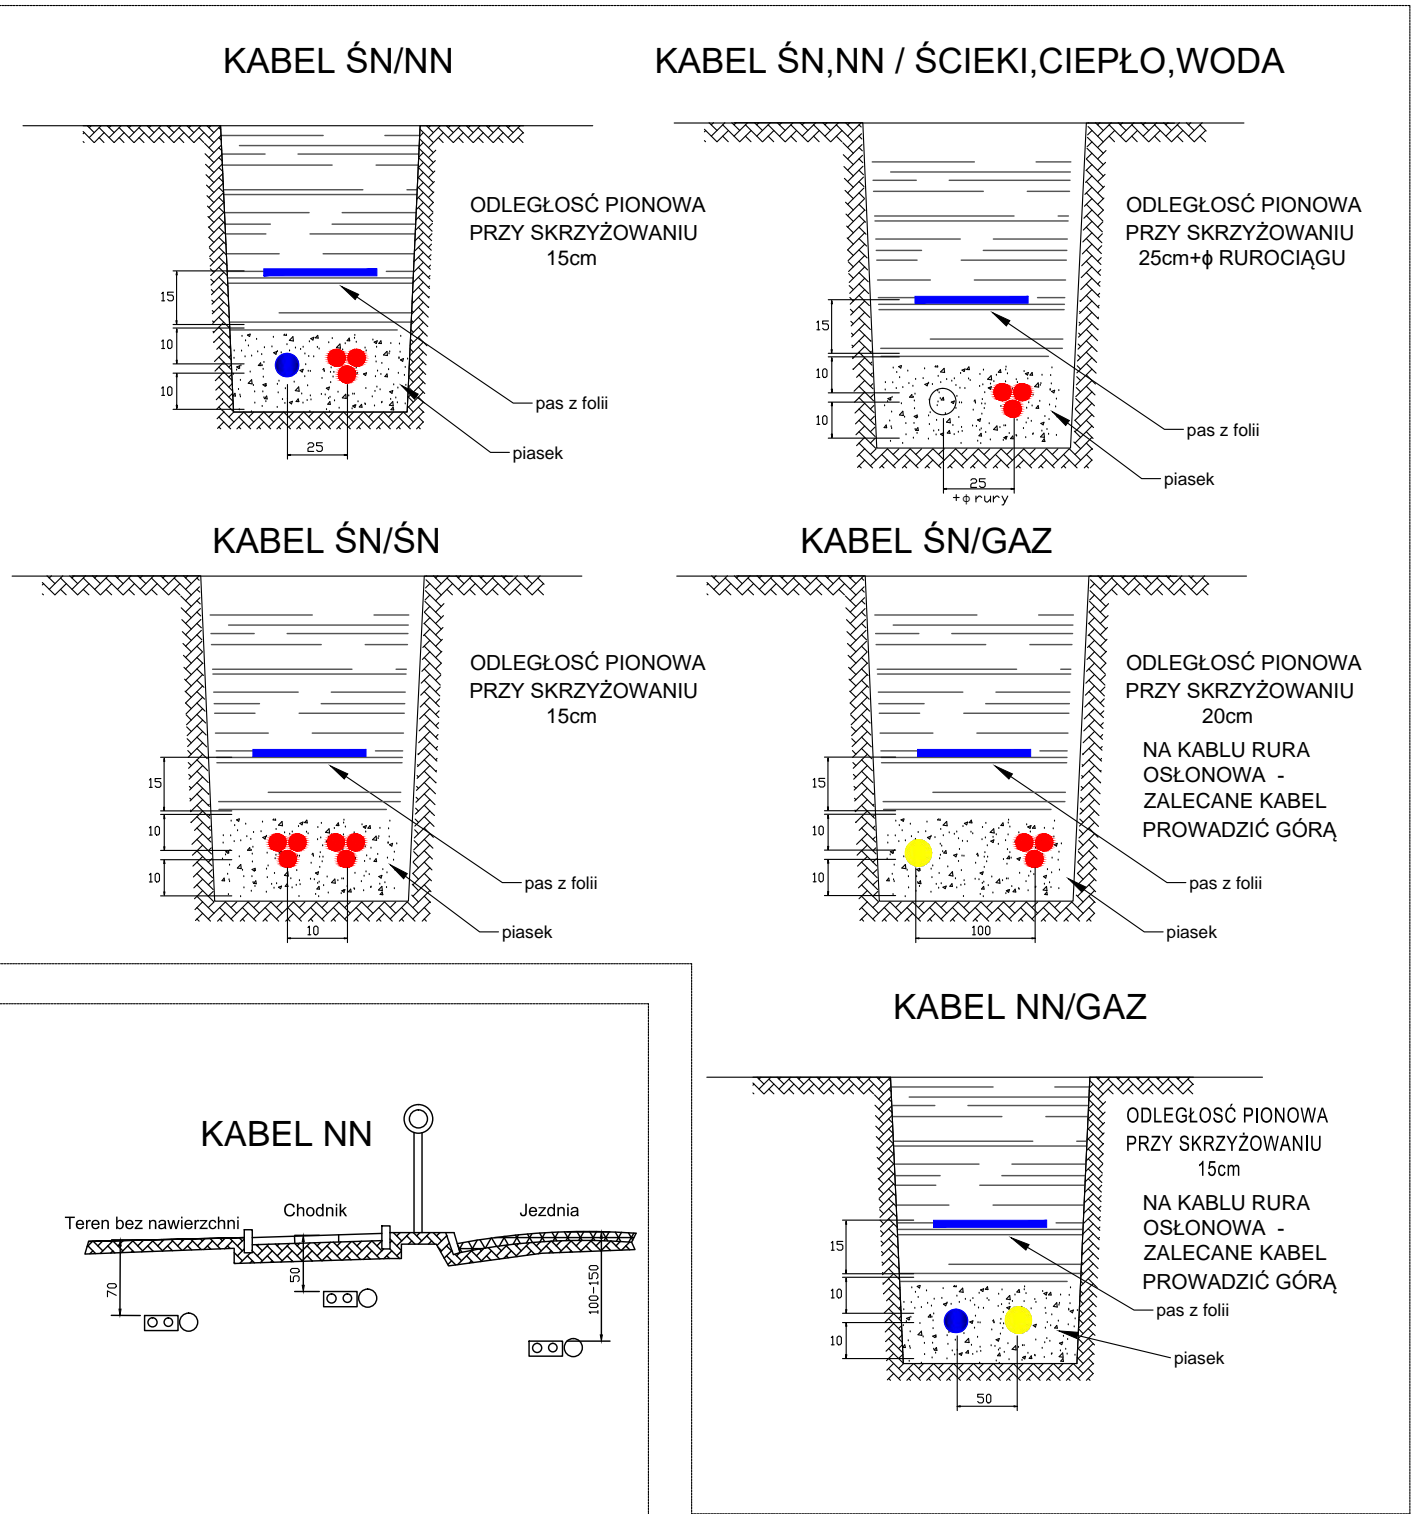 KABEL ŚN/NN
ODLEGŁOSĆ PIONOWA
PRZY SKRZYŻOWANIU
15cm
15
10
10
25
pas z folii
piasek
KABEL ŚN,NN / ŚCIEKI,CIEPŁO,WODA
ODLEGŁOSĆ PIONOWA
PRZY SKRZYŻOWANIU
25cm+ϕ RUROCIĄGU
15
10
10
25
+ϕ rury
pas z folii
piasek
KABEL ŚN/ŚN
ODLEGŁOSĆ PIONOWA
PRZY SKRZYŻOWANIU
15cm
15
10
10
10
pas z folii
piasek
KABEL ŚN/GAZ
ODLEGŁOSĆ PIONOWA
PRZY SKRZYŻOWANIU
20cm
NA KABLU RURA
OSŁONOWA -
ZALECANE KABEL
PROWADZIĆ GÓRĄ
15
10
10
100
pas z folii
piasek
KABEL NN
Teren bez nawierzchni
Chodnik
Jezdnia
70
50
100-150
KABEL NN/GAZ
ODLEGŁOSĆ PIONOWA
PRZY SKRZYŻOWANIU
15cm
NA KABLU RURA
OSŁONOWA -
ZALECANE KABEL
PROWADZIĆ GÓRĄ
15
10
10
50
pas z folii
piasek